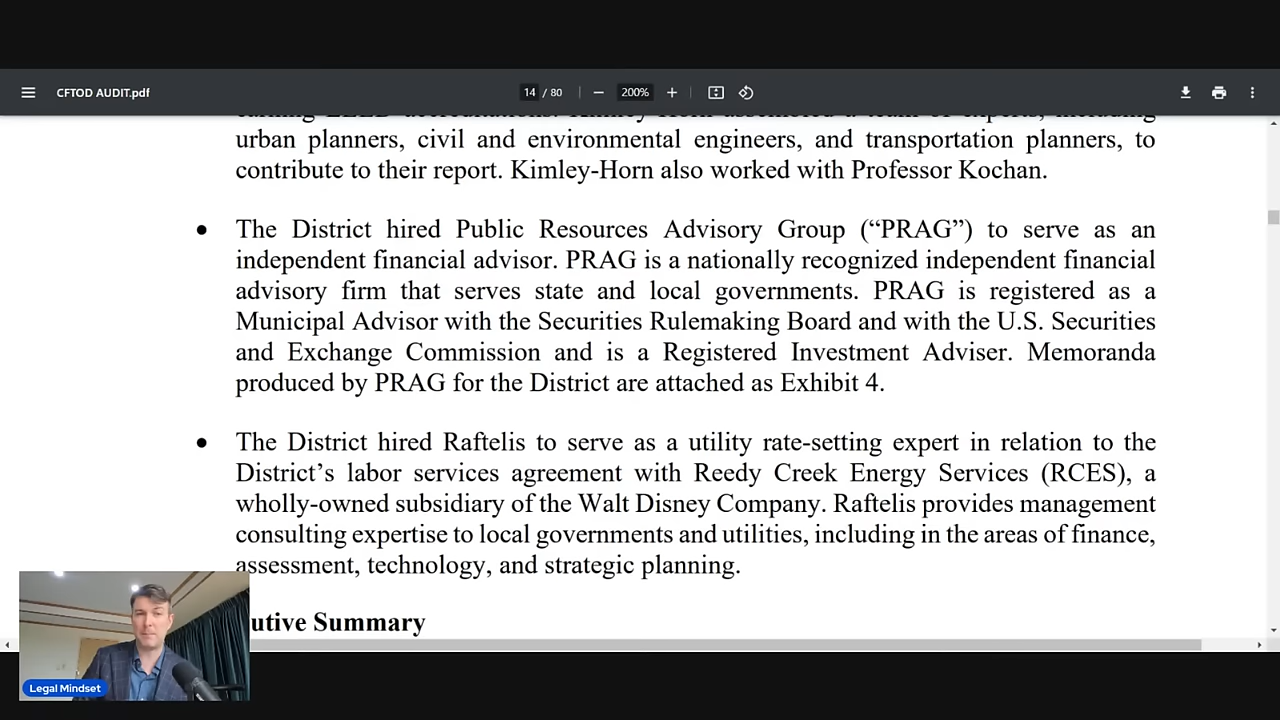 CFTOD AUDIT.pdf
14 / 80
200%
urban planners, civil and environmental engineers, and transportation planners, to
contribute to their report. Kimley-Horn also worked with Professor Kochan.
• The District hired Public Resources Advisory Group (“PRAG”) to serve as an
independent financial advisor. PRAG is a nationally recognized independent financial
advisory firm that serves state and local governments. PRAG is registered as a
Municipal Advisor with the Securities Rulemaking Board and with the U.S. Securities
and Exchange Commission and is a Registered Investment Adviser. Memoranda
produced by PRAG for the District are attached as Exhibit 4.
• The District hired Raftelis to serve as a utility rate-setting expert in relation to the
District’s labor services agreement with Reedy Creek Energy Services (RCES), a
wholly-owned subsidiary of the Walt Disney Company. Raftelis provides management
consulting expertise to local governments and utilities, including in the areas of finance,
assessment, technology, and strategic planning.
utive Summary
Legal Mindset